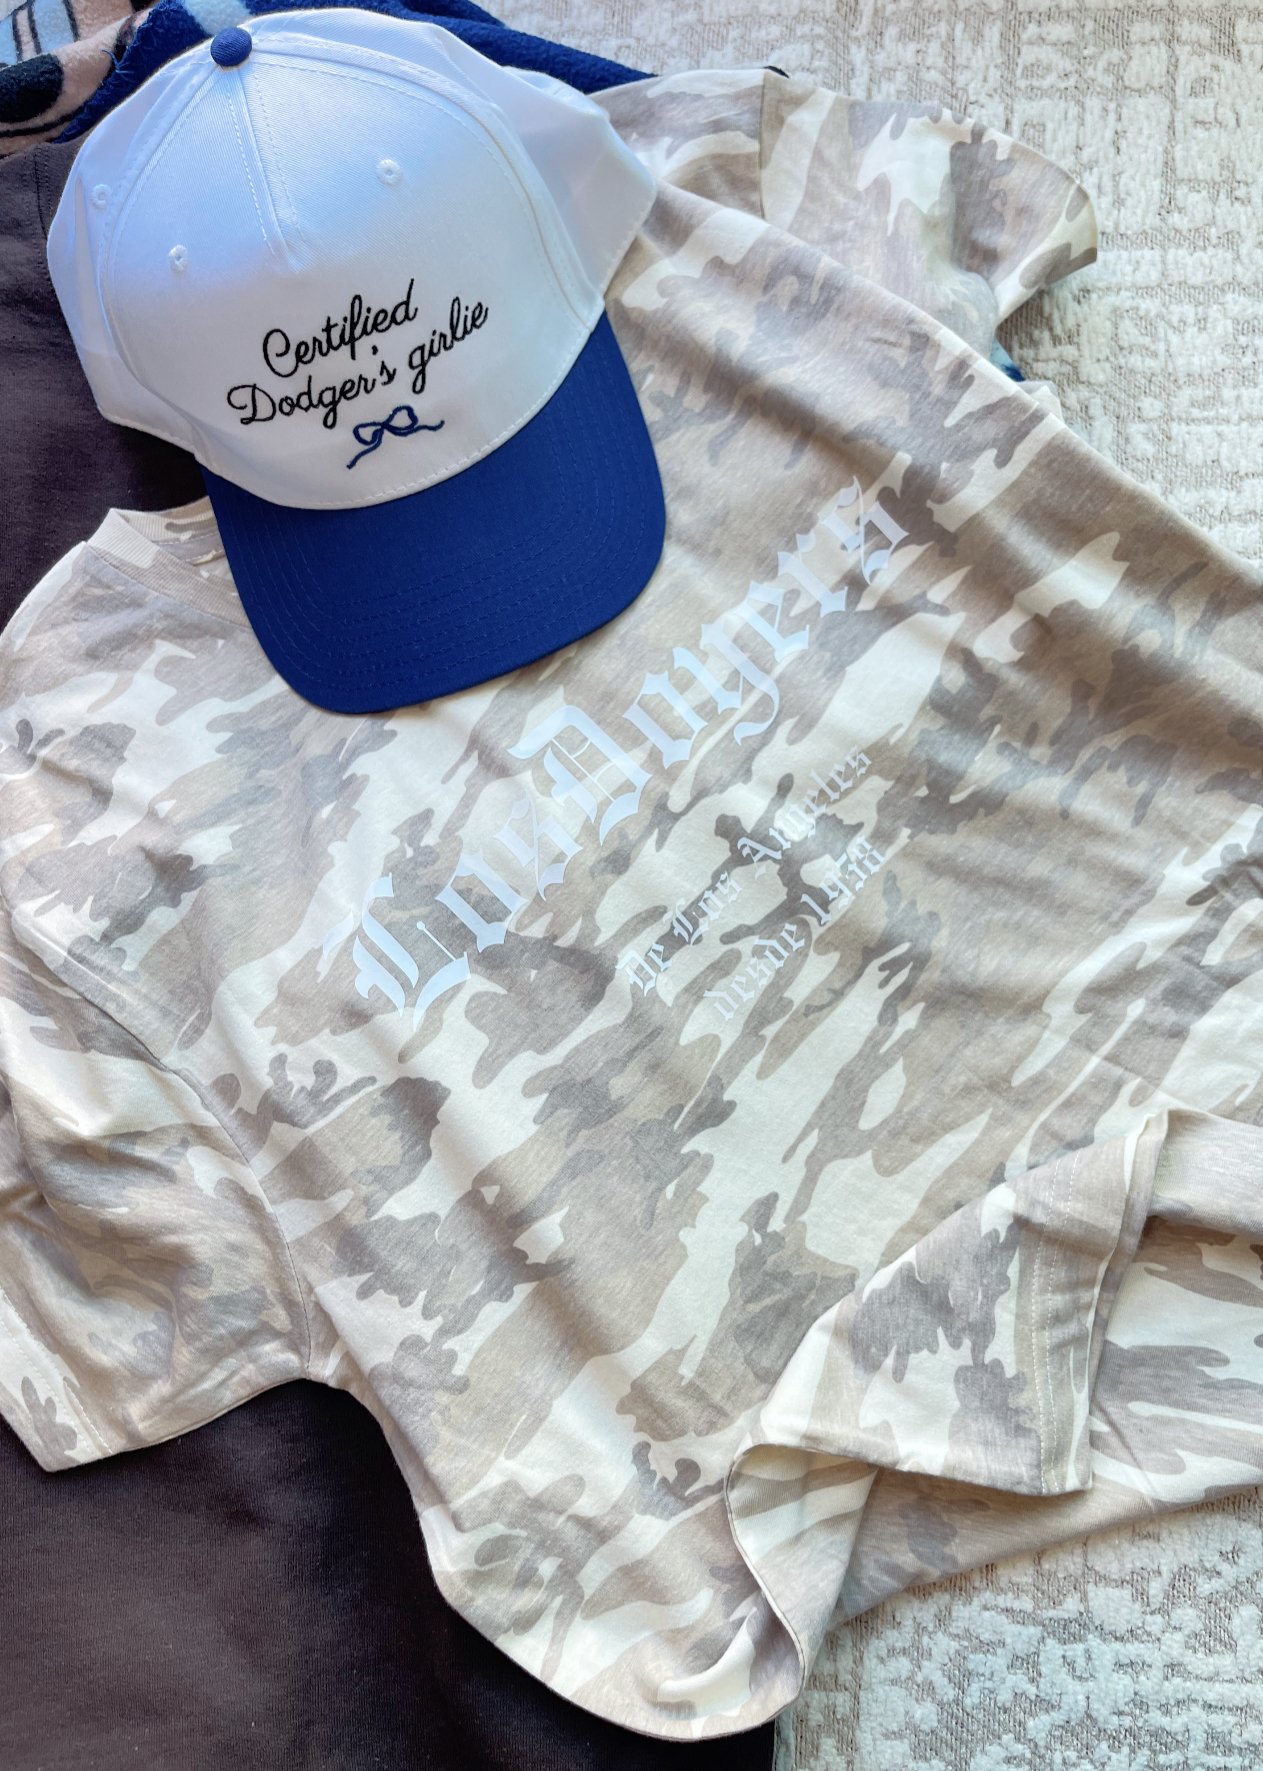 Certified
Dodger's girlie
Los Doyers
De Los Angeles
desde 1958